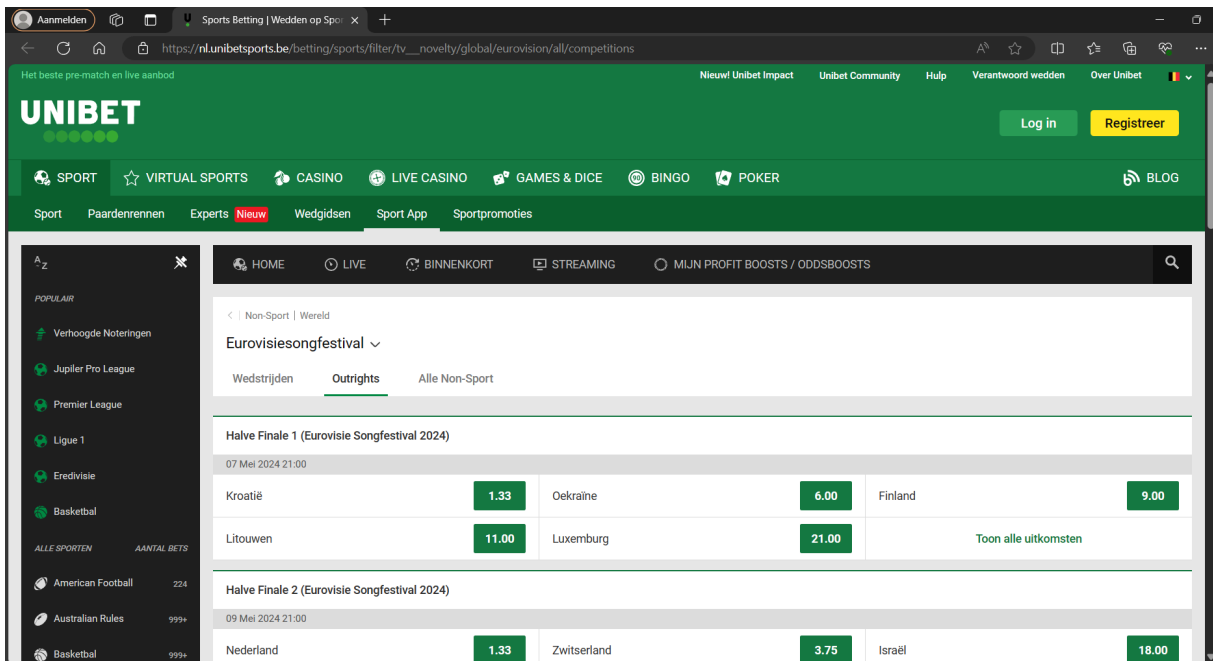 Anmelden
Sports Betting | Wedden op Spor
https://nl.unibetsports.be/betting/sports/filter/tv__novelty/global/eurovision/all/competitions
Het beste pre-match en live aanbod
Nieuw! Unibet Impact Unibet Community Hulp Verantwoord wedden Over Unibet
UNIBET
Log in Registreer
SPORT VIRTUAL SPORTS CASINO LIVE CASINO GAMES & DICE BINGO POKER BLOG
Sport Paardenrennen Experts Nieuw Wedgidsen Sport App Sportpromoties
A-Z
HOME LIVE BINNENKORT STREAMING MIJN PROFIT BOOSTS / ODDSBOOSTS
POPULAIR
Verhoogde Noteringen
Jupiler Pro League
Premier League
Ligue 1
Eredivisie
Basketbal
ALLE SPORTEN AANTAL BETS
American Football 224
Australian Rules 999+
Basketbal 999+
< | Non-Sport | Wereld
Eurovisiesongfestival
Wedstrijden Outrights Alle Non-Sport
Halve Finale 1 (Eurovisie Songfestival 2024)
07 Mei 2024 21:00
Kroatië 1.33 Oekraïne 6.00 Finland 9.00
Litouwen 11.00 Luxemburg 21.00 Toon alle uitkomsten
Halve Finale 2 (Eurovisie Songfestival 2024)
09 Mei 2024 21:00
Nederland 1.33 Zwitserland 3.75 Israël 18.00